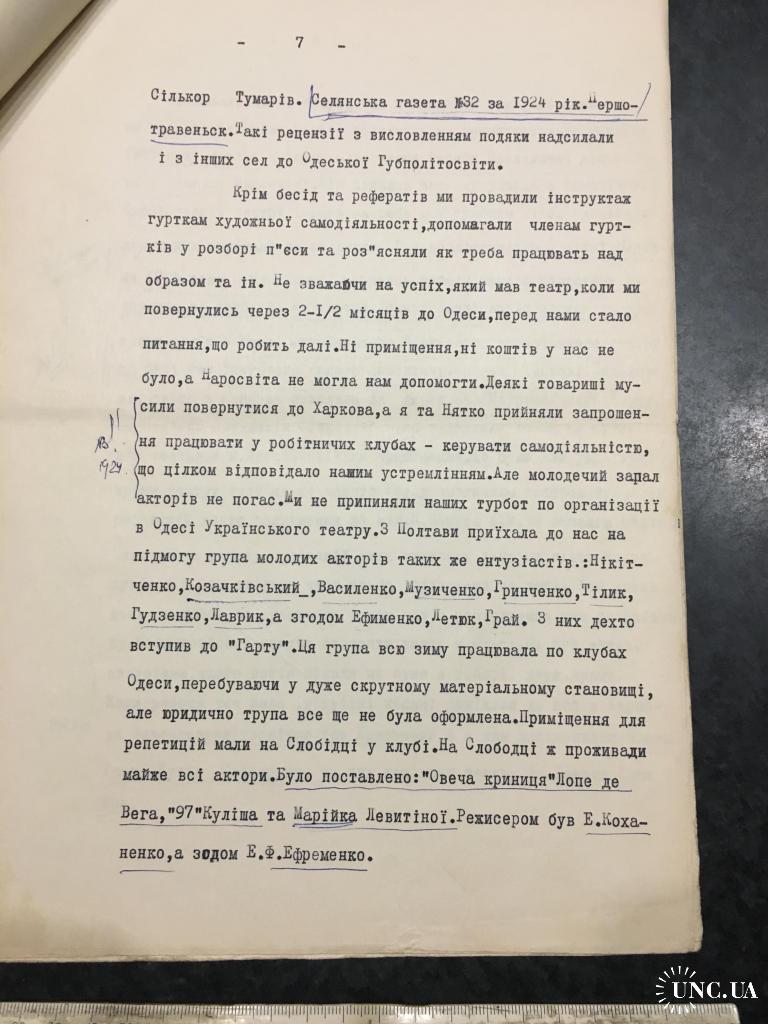 - 7 -
Сількор Тумарів. Селянська газета №32 за 1924 рік.Першо-
травеньск.Такі рецензії з висловленням подяки надсилали
і з інших сел до Одеської Губполітосвіти.
Крім бесід та рефератів ми провадили інструктаж
гурткам художньої самодіяльності,допомагали членам гурт-
ків у розборі п"єси та роз"ясняли як треба працювать над
образом та ін. Не зважаючи на успіх,який мав театр,коли ми
повернулись через 2-I/2 місяців до Одеси,перед нами стало
питання,що робить далі.Ні приміщення,ні коштів у нас не
було,а Наросвіта не могла нам допомогти.Деякі товариші му-
сили повернутися до Харкова,а я та Нятко прийняли запрошен-
ня працювати у робітничих клубах - керувати самодіяльністю,
що цілком відповідало нашим устремлінням.Але молодечий запал
акторів не погас.Ми не припиняли наших турбот по організації
в Одесі Українського театру.З Полтави приїхала до нас на
підмогу група молодих акторів таких же ентузіастів.:Нікіт-
ченко,Козачківський_,Василенко,Музиченко,Гринченко,Тілик,
Гудзенко,Лаврик,а згодом Ефименко,Летюк,Грай. З них дехто
вступив до "Гарту".Ця група всю зиму працювала по клубах
Одеси,перебуваючи у дуже скрутному матеріальному становищі,
але юридично трупа все ще не була оформлена.Приміщення для
репетицій мали на Слобідці у клубі.На Слободці ж проживади
майже всі актори.Було поставлено:"Овеча криниця"Лопе де
Вега,"97"Куліша та Марійка Левитіної.Режисером був Е.Коха-
ненко,а зодом Е.Ф.Ефременко.
1924
UNC.UA